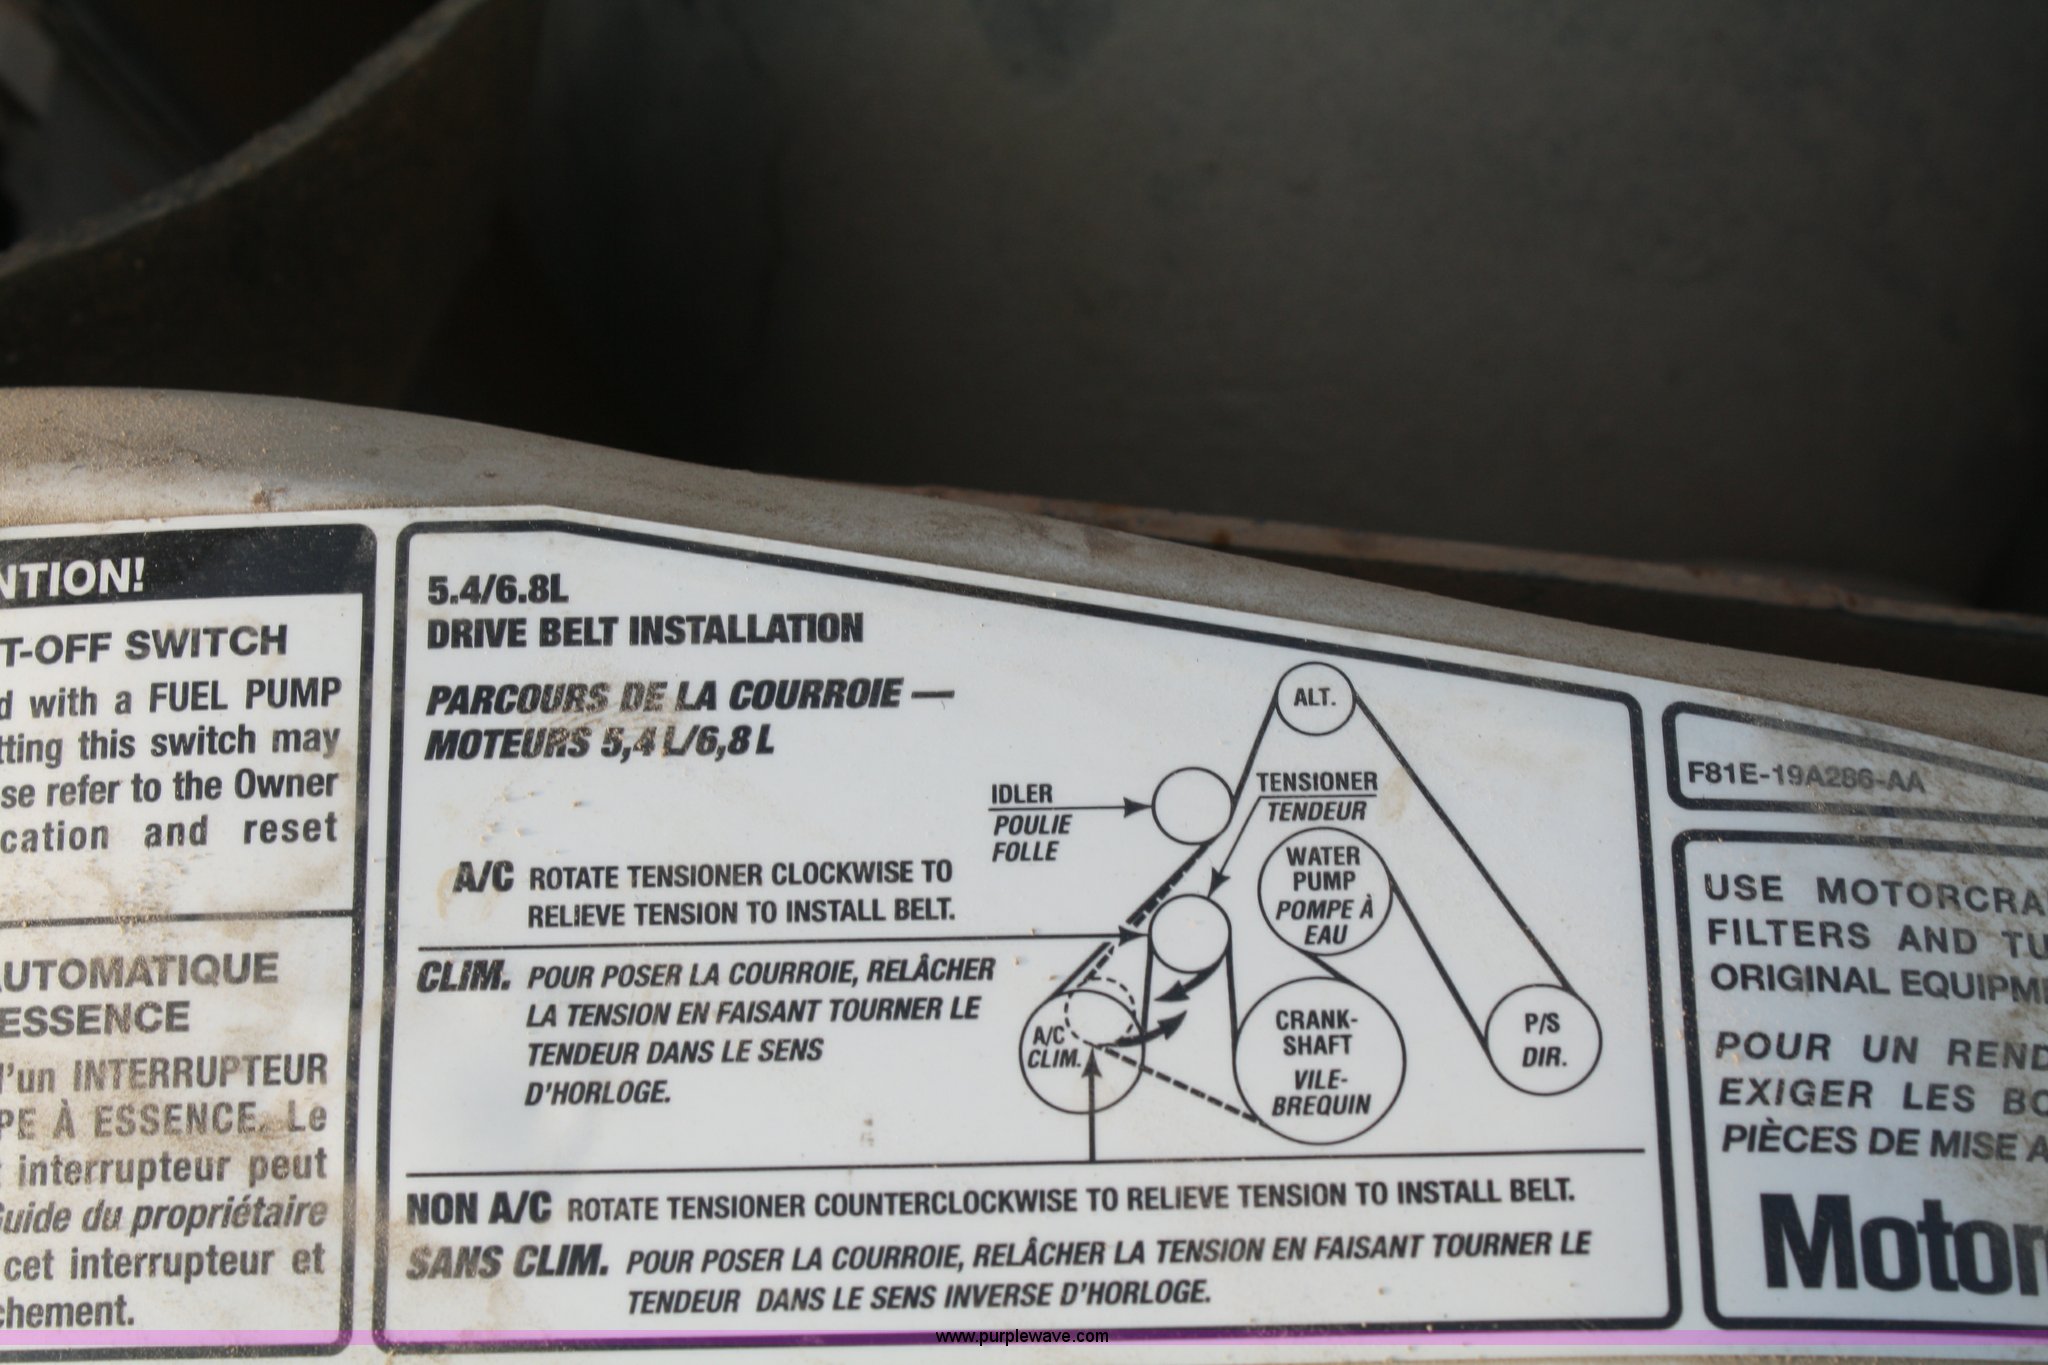 NTION!
T-OFF SWITCH
d with a FUEL PUMP
tting this switch may
se refer to the Owner
cation and reset
AUTOMATIQUE
ESSENCE
d'un INTERRUPTEUR
PE À ESSENCE. Le
t interrupteur peut
Guide du propriétaire
cet interrupteur et
chement.
5.4/6.8L
DRIVE BELT INSTALLATION
PARCOURS DE LA COURROIE —
MOTEURS 5,4 L/6,8 L
A/C ROTATE TENSIONER CLOCKWISE TO
RELIEVE TENSION TO INSTALL BELT.
CLIM. POUR POSER LA COURROIE, RELÂCHER
LA TENSION EN FAISANT TOURNER LE
TENDEUR DANS LE SENS
D'HORLOGE.
ALT.
IDLER
POULIE
FOLLE
TENSIONER
TENDEUR
WATER
PUMP
POMPE À
EAU
A/C
CLIM.
CRANK-
SHAFT
VILE-
BREQUIN
P/S
DIR.
NON A/C ROTATE TENSIONER COUNTERCLOCKWISE TO RELIEVE TENSION TO INSTALL BELT.
SANS CLIM. POUR POSER LA COURROIE, RELÂCHER LA TENSION EN FAISANT TOURNER LE
TENDEUR DANS LE SENS INVERSE D'HORLOGE.
F81E-19A286-AA
USE MOTORCRA
FILTERS AND TU
ORIGINAL EQUIPM
POUR UN REND
EXIGER LES BO
PIÈCES DE MISE A
Motor
www.purplewave.com